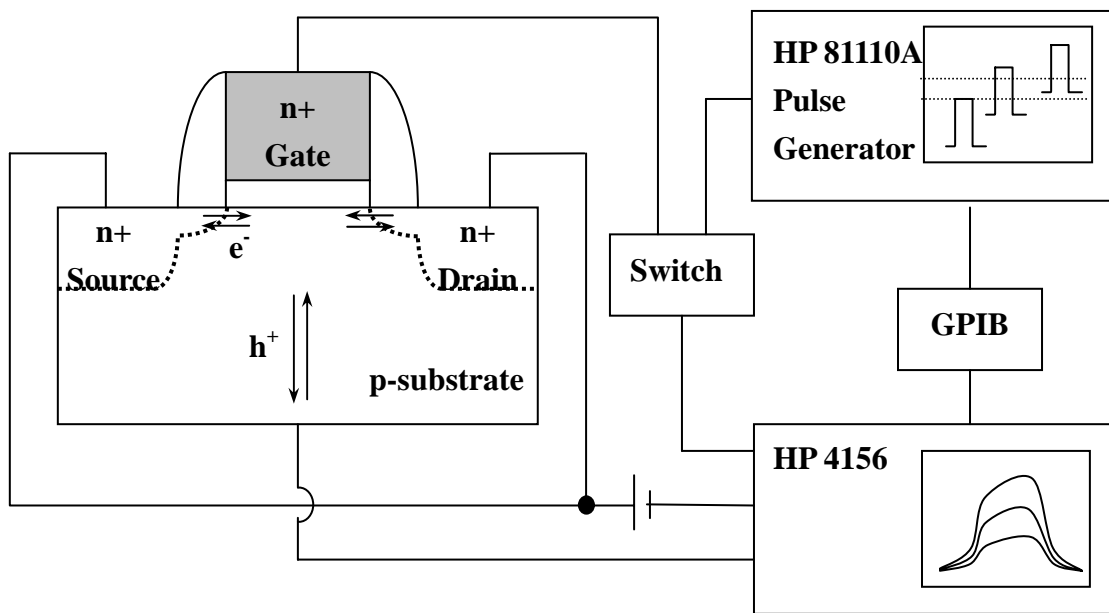 n+
Gate
n+
Source
e-
n+
Drain
h+
p-substrate
Switch
HP 81110A
Pulse
Generator
GPIB
HP 4156